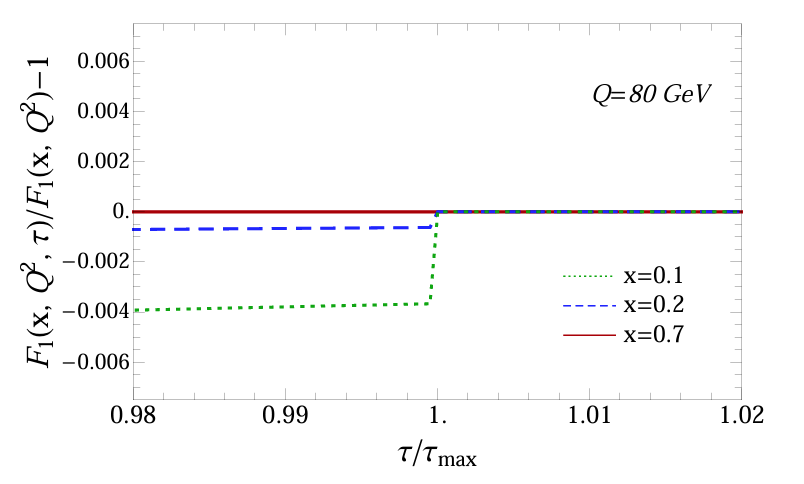 F₁(x, Q², τ)/F₁(x, Q²)−1
0.006
0.004
0.002
0.
−0.002
−0.004
−0.006
Q=80 GeV
x=0.1
x=0.2
x=0.7
0.98 0.99 1. 1.01 1.02
τ/τmax